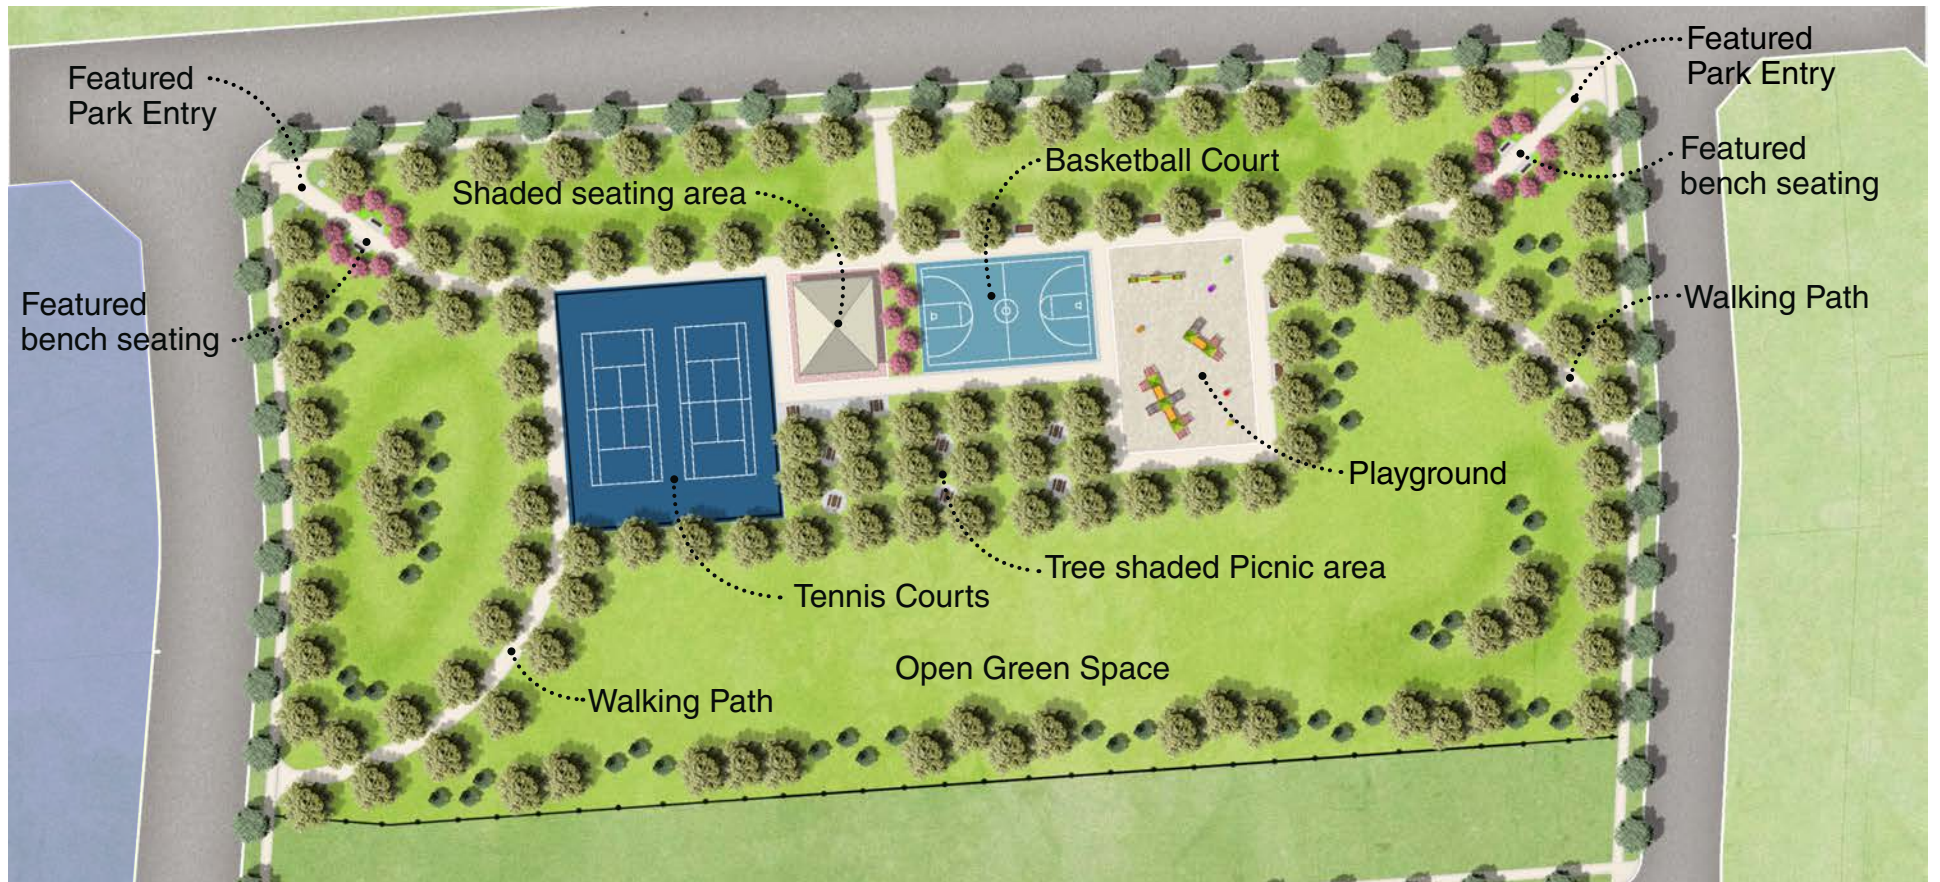 Featured
Park Entry
Featured
Park Entry
Shaded seating area
Basketball Court
Featured
bench seating
Featured
bench seating
Walking Path
Playground
Tree shaded Picnic area
Tennis Courts
Open Green Space
Walking Path